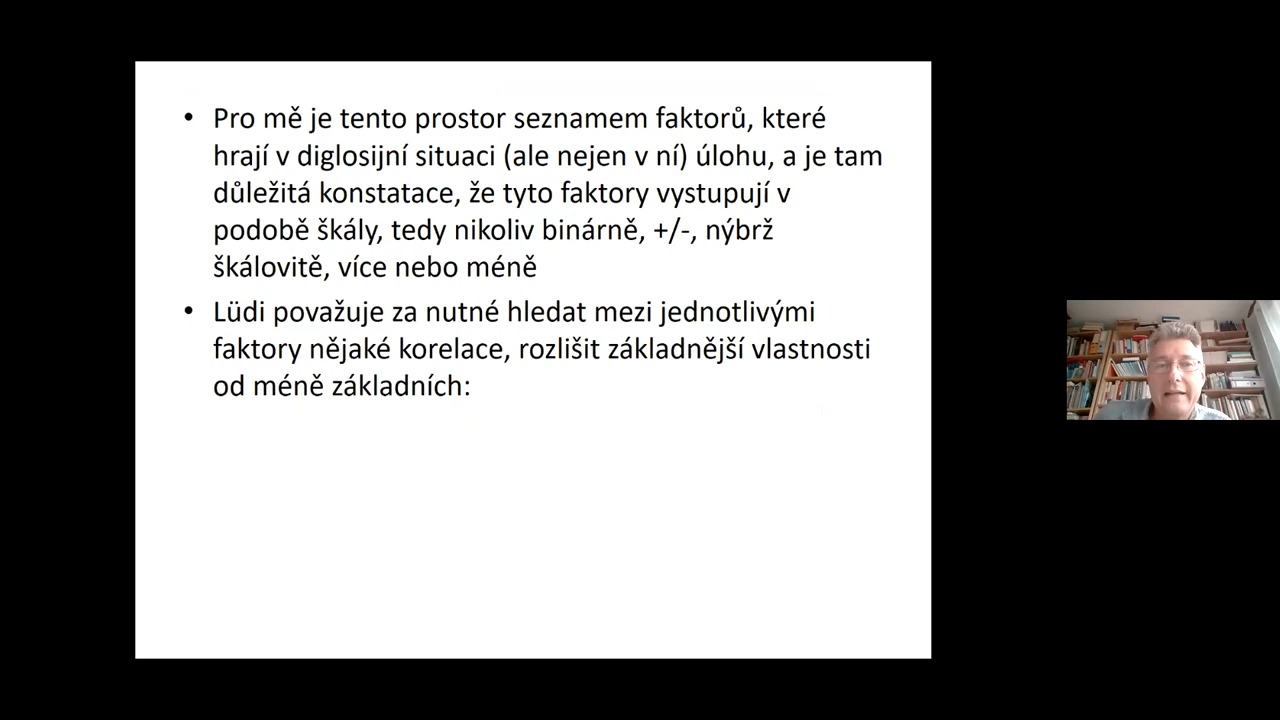 • Pro mě je tento prostor seznamem faktorů, které
hrají v diglosijní situaci (ale nejen v ní) úlohu, a je tam
důležitá konstatace, že tyto faktory vystupují v
podobě škály, tedy nikoliv binárně, +/-, nýbrž
škálovitě, více nebo méně
• Lüdi považuje za nutné hledat mezi jednotlivými
faktory nějaké korelace, rozlišit základnější vlastnosti
od méně základních: